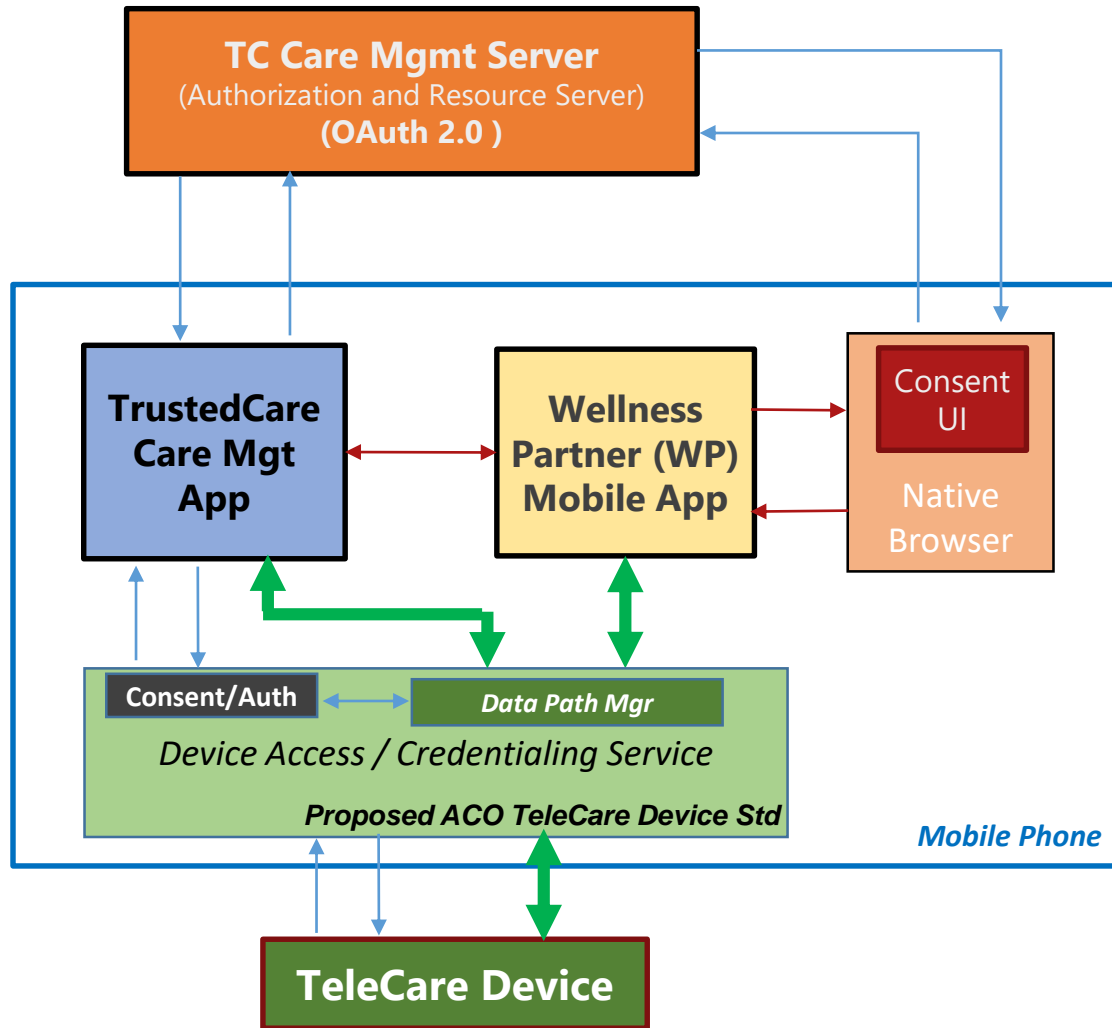 TC Care Mgmt Server
(Authorization and Resource Server)
(OAuth 2.0 )
TrustedCare
Care Mgt
App
Wellness
Partner (WP)
Mobile App
Consent
UI
Native
Browser
Consent/Auth
Data Path Mgr
Device Access / Credentialing Service
Proposed ACO TeleCare Device Std
Mobile Phone
TeleCare Device